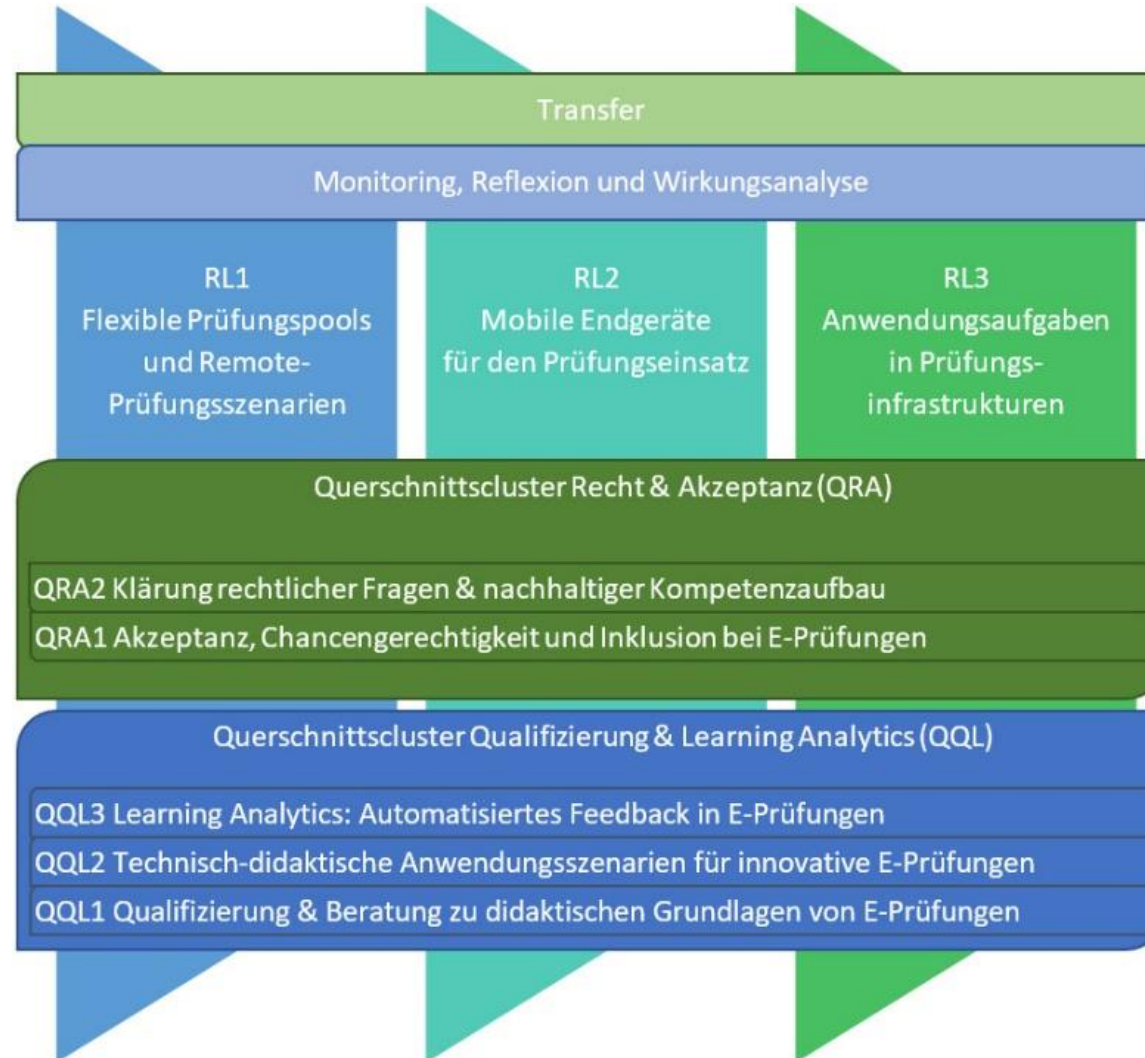 Transfer
Monitoring, Reflexion und Wirkungsanalyse
RL1
Flexible Prüfungspools
und Remote-
Prüfungsszenarien
RL2
Mobile Endgeräte
für den Prüfungseinsatz
RL3
Anwendungsaufgaben
in Prüfungs-
infrastrukturen
Querschnittscluster Recht & Akzeptanz (QRA)
QRA2 Klärung rechtlicher Fragen & nachhaltiger Kompetenzaufbau
QRA1 Akzeptanz, Chancengerechtigkeit und Inklusion bei E-Prüfungen
Querschnittscluster Qualifizierung & Learning Analytics (QQL)
QQL3 Learning Analytics: Automatisiertes Feedback in E-Prüfungen
QQL2 Technisch-didaktische Anwendungsszenarien für innovative E-Prüfungen
QQL1 Qualifizierung & Beratung zu didaktischen Grundlagen von E-Prüfungen